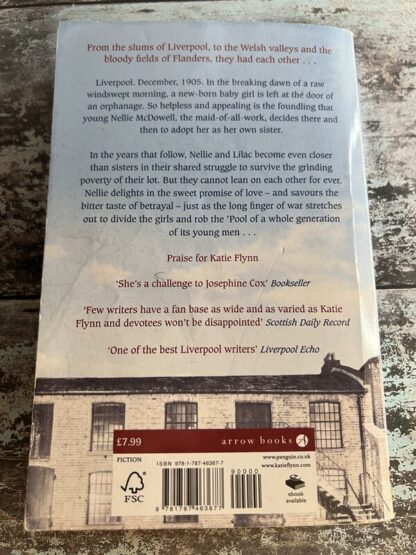 From the slums of Liverpool, to the Welsh valleys and the
bloody fields of Flanders, they had each other . . .
Liverpool. December, 1905. In the breaking dawn of a raw
windswept morning, a new-born baby girl is left at the door of
an orphanage. So helpless and appealing is the foundling that
young Nellie McDowell, the maid-of-all-work, decides there and
then to adopt her as her own sister.
In the years that follow, Nellie and Lilac become even closer
than sisters in their shared struggle to survive the grinding
poverty of their lot. But they cannot lean on each other for ever.
Nellie delights in the sweet promise of love – and savours the
bitter taste of betrayal – just as the long finger of war stretches
out to divide the girls and rob the 'Pool of a whole generation
of its young men . . .
Praise for Katie Flynn
'She's a challenge to Josephine Cox' Bookseller
'Few writers have a fan base as wide and as varied as Katie
Flynn and devotees won't be disappointed' Scottish Daily Record
'One of the best Liverpool writers' Liverpool Echo
£7.99
arrow books
FICTION
ISBN 978-1-787-46367-7
www.penguin.co.uk
www.katieflynn.com
90000
FSC
ebook
available
9 781787 463677